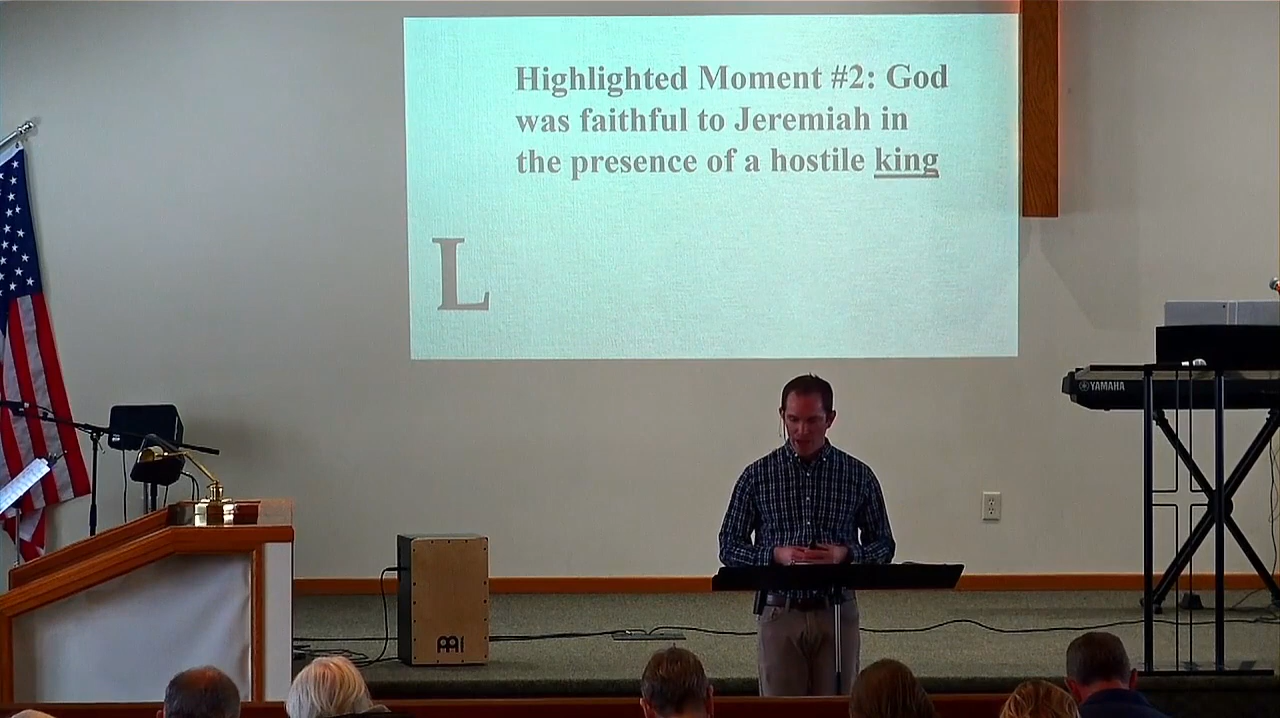 Highlighted Moment #2: God
was faithful to Jeremiah in
the presence of a hostile king
L
YAMAHA